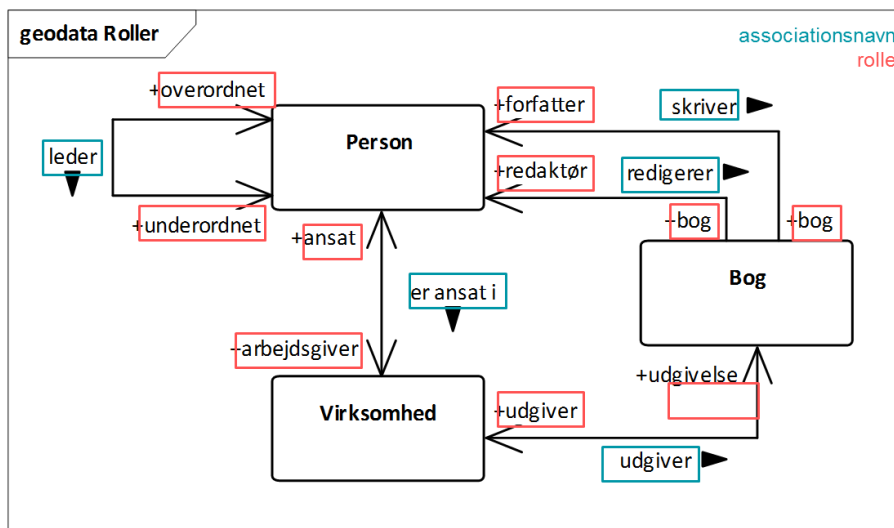 geodata Roller
associationsnavn
rolle
+overordnet
+forfatter
skriver
Person
leder
+redaktør
redigerer
+underordnet
+ansat
+bog
+bog
Bog
er ansat i
+arbejdsgiver
+udgivelse
Virksomhed
+udgiver
udgiver